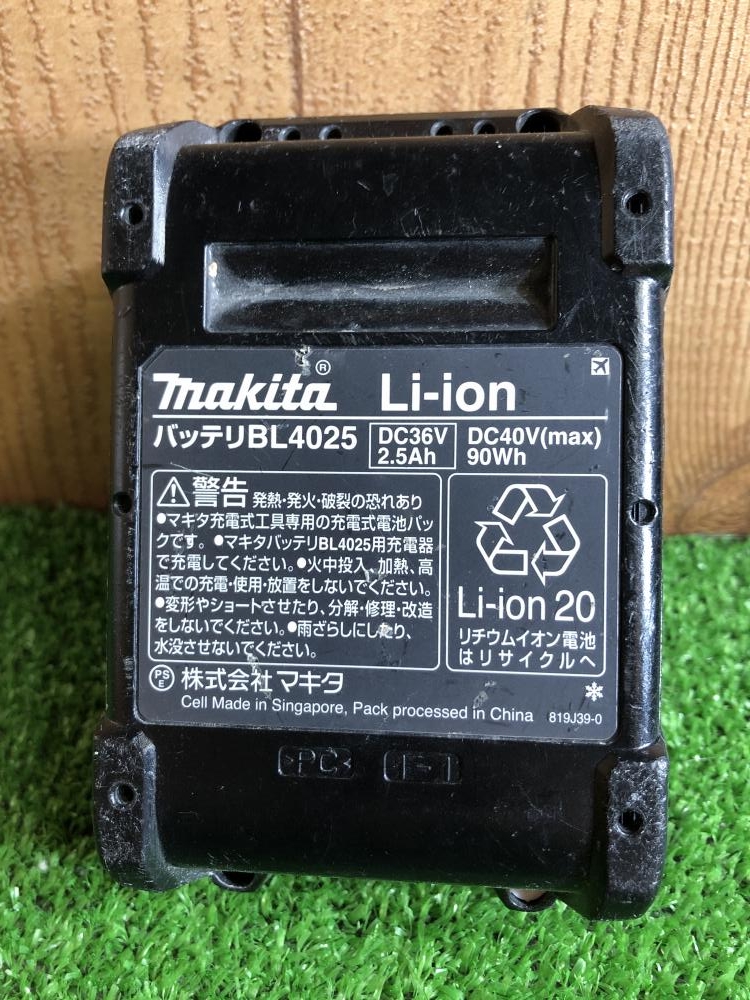 makita® Li-ion
バッテリBL4025 DC36V 2.5Ah DC40V(max) 90Wh
警告 発熱・発火・破裂の恐れあり
●マキタ充電式工具専用の充電式電池パッ
クです。●マキタバッテリBL4025用充電器
で充電してください。●火中投入、加熱、高
温での充電・使用・放置をしないでください。
●変形やショートさせたり、分解・修理・改造
をしないでください。●雨ざらしにしたり、
水没させないでください。
Li-ion 20
リチウムイオン電池
はリサイクルへ
PSE 株式会社 マキタ
Cell Made in Singapore, Pack processed in China 819J39-0
>PC< F-1